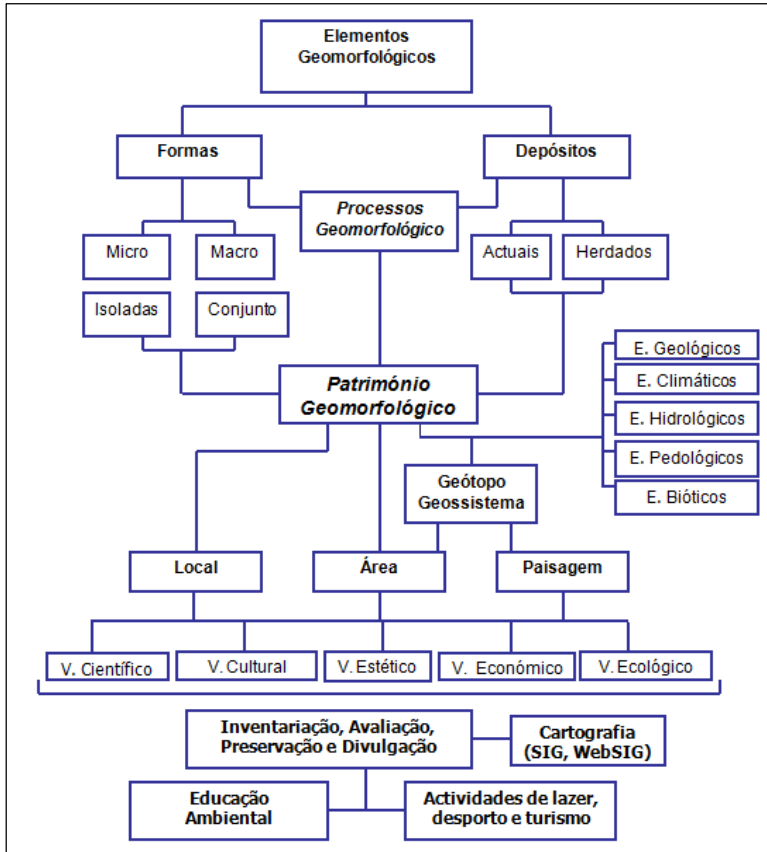 Elementos
Geomorfológicos
Formas
Depósitos
Processos
Geomorfológico
Micro
Macro
Actuais
Herdados
Isoladas
Conjunto
E. Geológicos
E. Climáticos
E. Hidrológicos
E. Pedológicos
E. Bióticos
Património
Geomorfológico
Geótopo
Geossistema
Local
Área
Paisagem
V. Científico
V. Cultural
V. Estético
V. Económico
V. Ecológico
Inventariação, Avaliação,
Preservação e Divulgação
Cartografia
(SIG, WebSIG)
Educação
Ambiental
Actividades de lazer,
desporto e turismo